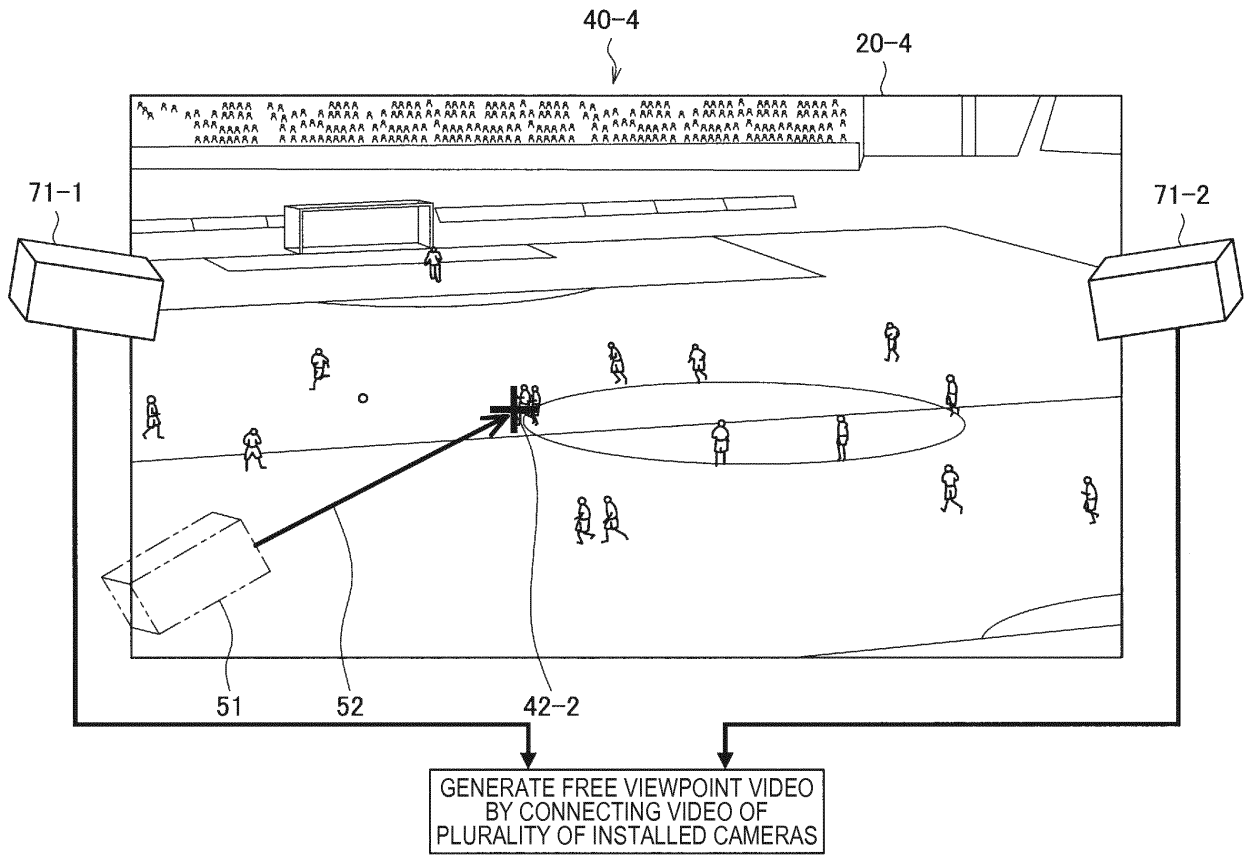 40-4
20-4
71-1
71-2
51
52
42-2
GENERATE FREE VIEWPOINT VIDEO
BY CONNECTING VIDEO OF
PLURALITY OF INSTALLED CAMERAS